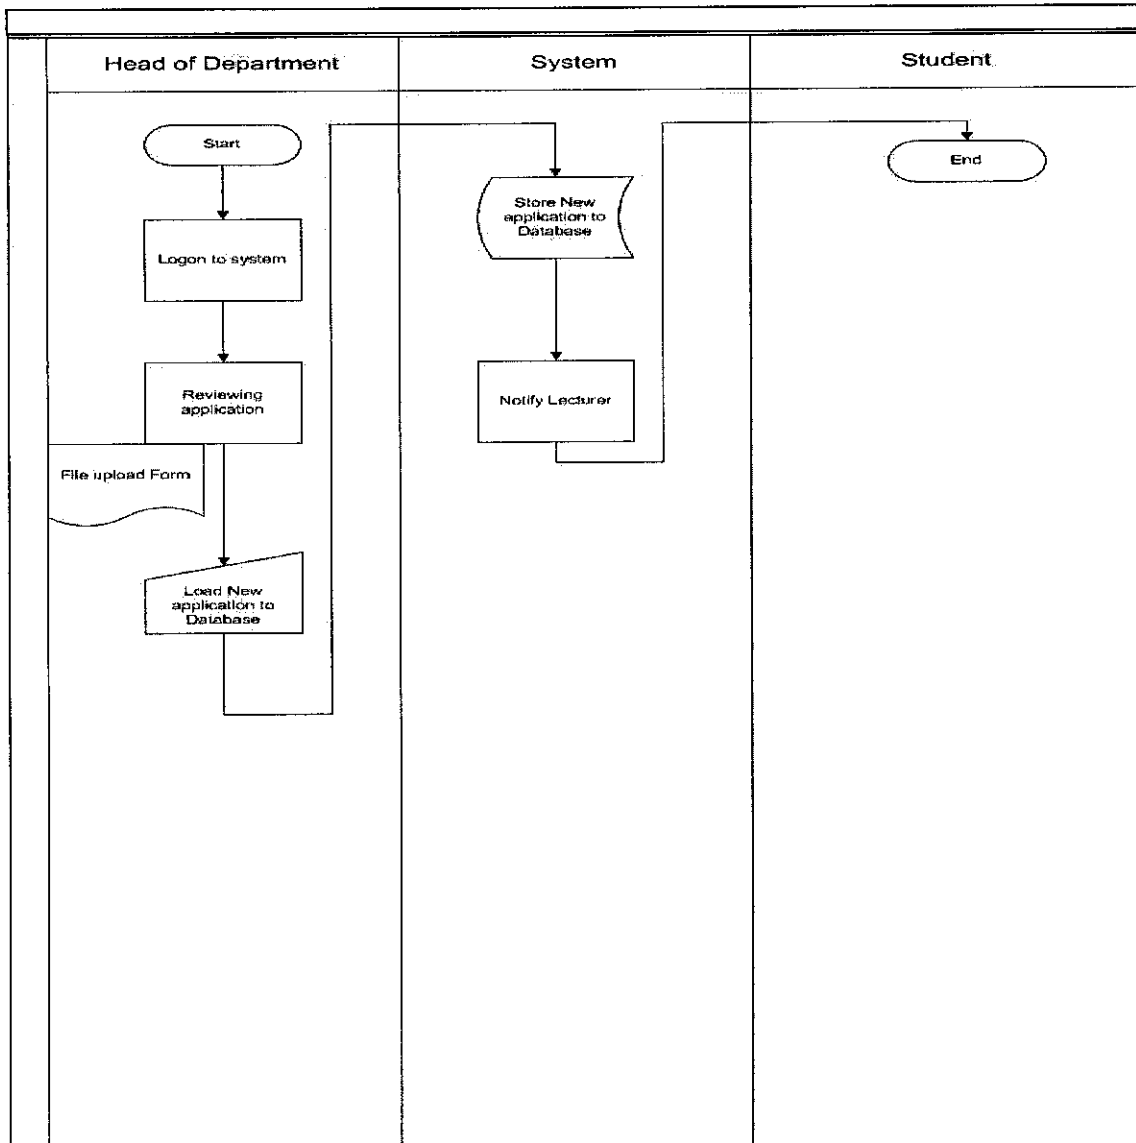 Head of Department
System
Student
Start
Logon to system
Reviewing
application
File upload Form
Load New
application to
Database
Store New
application to
Database
Notify Lecturer
End